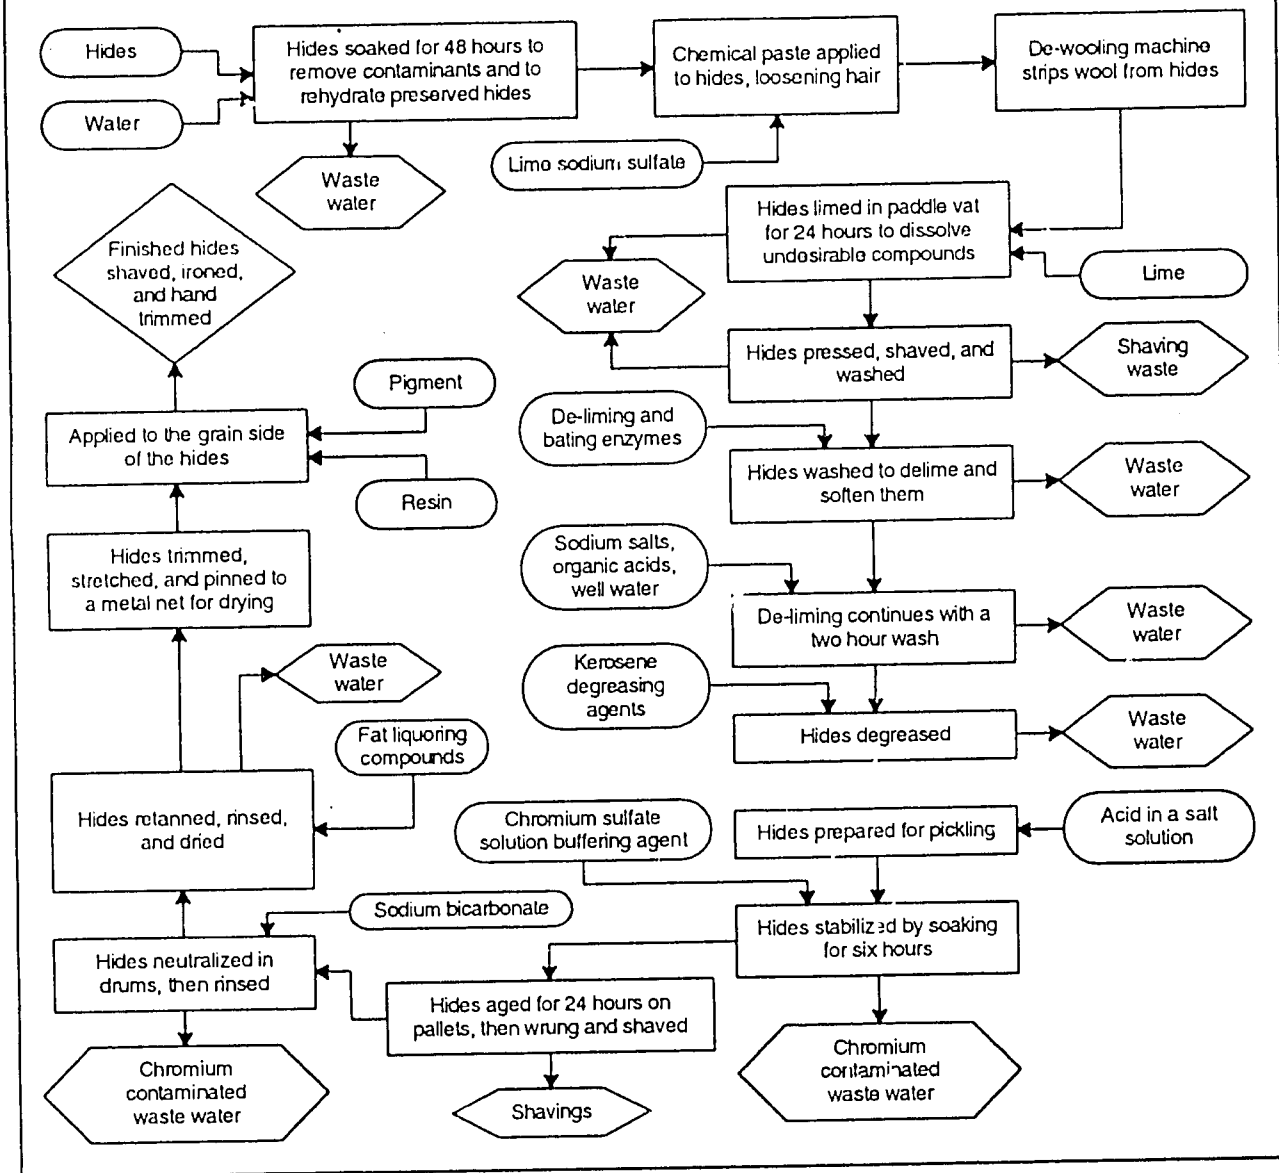 Hides
Water
Hides soaked for 48 hours to
remove contaminants and to
rehydrate preserved hides
Waste
water
Chemical paste applied
to hides, loosening hair
Lime sodium sulfate
De-wooling machine
strips wool from hides
Hides limed in paddle vat
for 24 hours to dissolve
undesirable compounds
Lime
Waste
water
Hides pressed, shaved, and
washed
Shaving
waste
De-liming and
bating enzymes
Hides washed to delime and
soften them
Waste
water
Sodium salts,
organic acids,
well water
De-liming continues with a
two hour wash
Waste
water
Kerosene
degreasing
agents
Hides degreased
Waste
water
Hides prepared for pickling
Acid in a salt
solution
Chromium sulfate
solution buffering agent
Hides stabilized by soaking
for six hours
Chromium
contaminated
waste water
Hides aged for 24 hours on
pallets, then wrung and shaved
Shavings
Sodium bicarbonate
Hides neutralized in
drums, then rinsed
Chromium
contaminated
waste water
Fat liquoring
compounds
Hides retanned, rinsed,
and dried
Waste
water
Hides trimmed,
stretched, and pinned to
a metal net for drying
Pigment
Resin
Applied to the grain side
of the hides
Finished hides
shaved, ironed,
and hand
trimmed